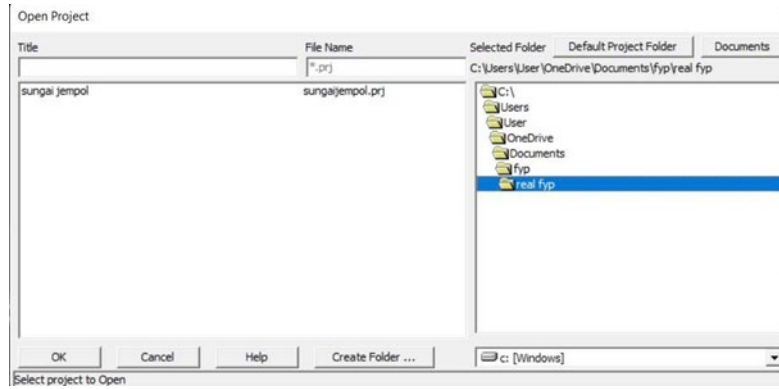 Open Project
Title
File Name
Selected Folder
Default Project Folder
Documents
*.prj
C:\Users\User\OneDrive\Documents\fyp\real fyp
sungai jempol
sungaijempol.prj
C:\
Users
User
OneDrive
Documents
fyp
real fyp
OK
Cancel
Help
Create Folder ...
c: [Windows]
Select project to Open